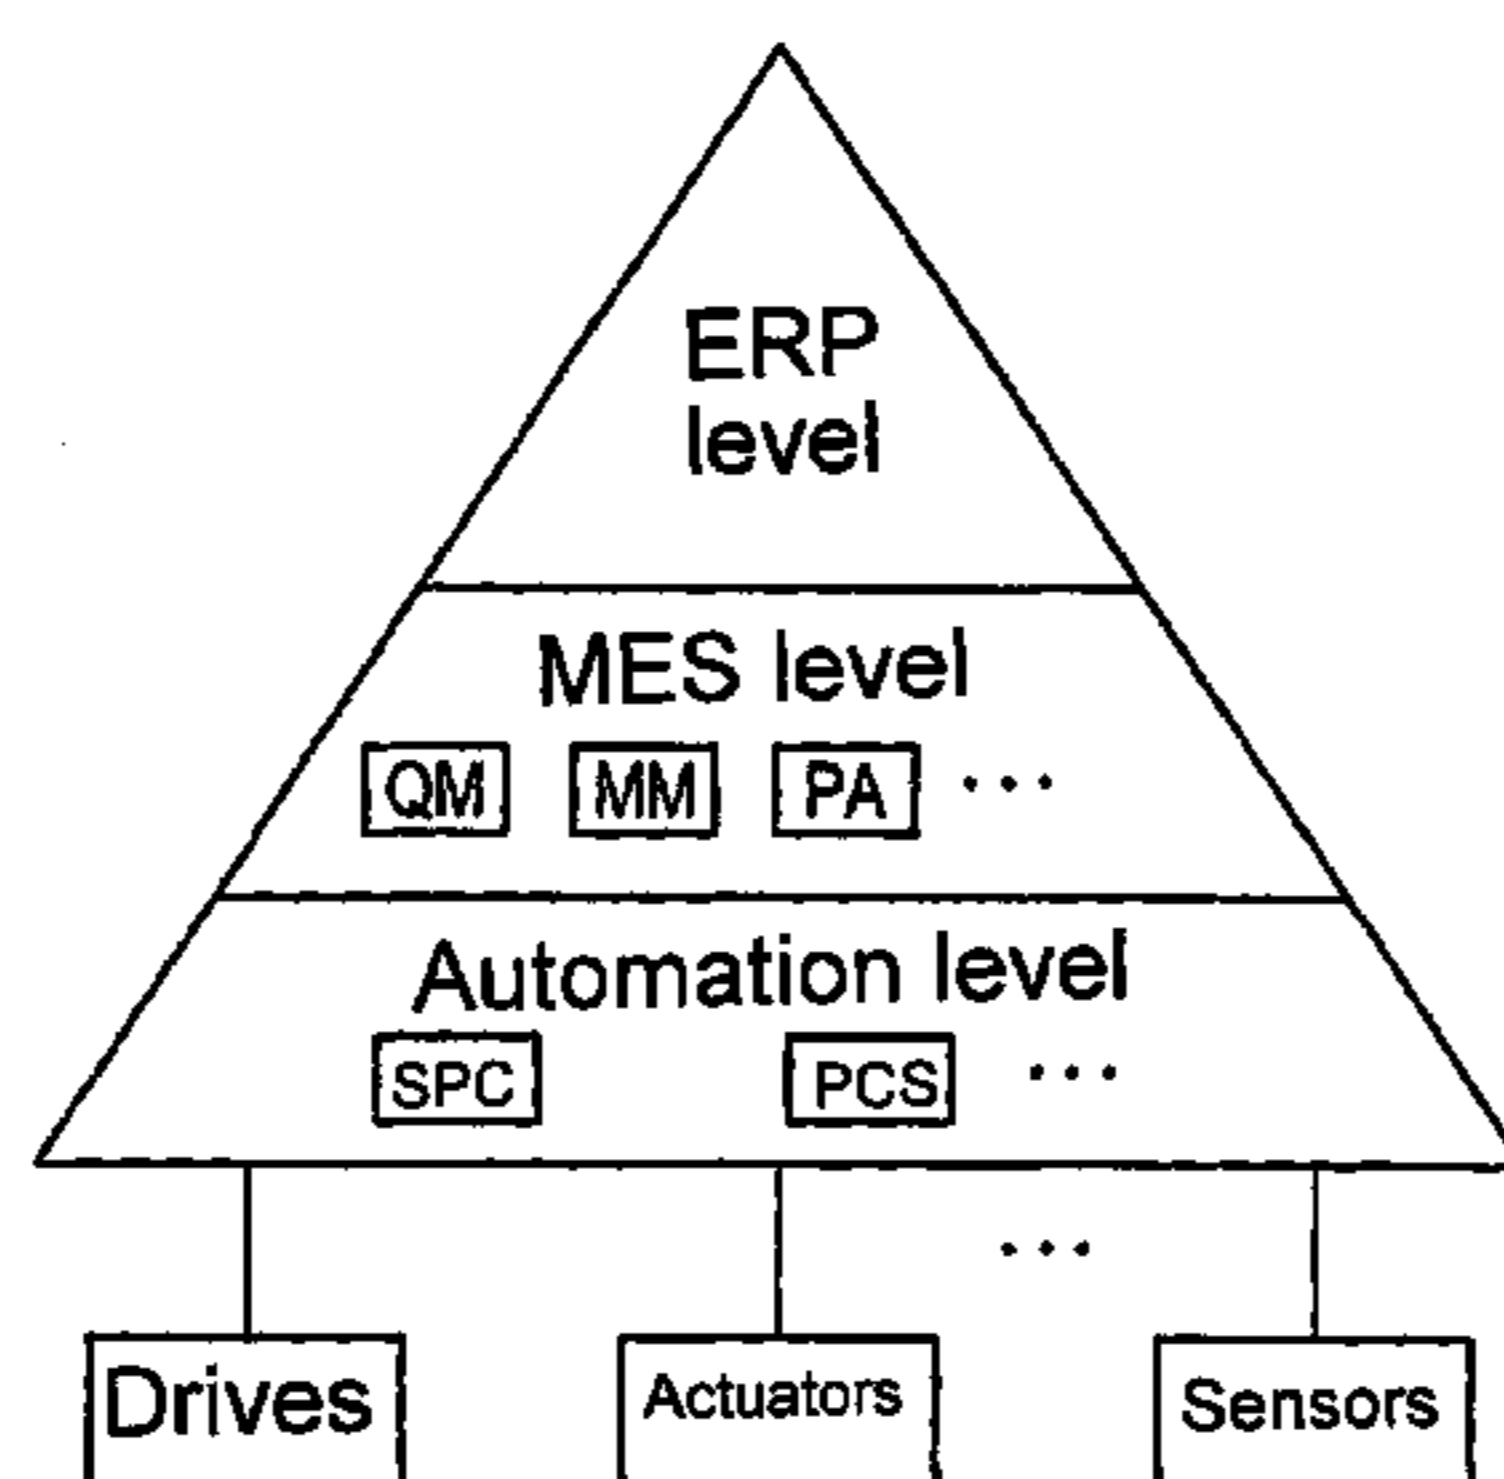 ERP
level
MES level
QM MM PA ...
Automation level
SPC PCS ...
...
Drives Actuators Sensors